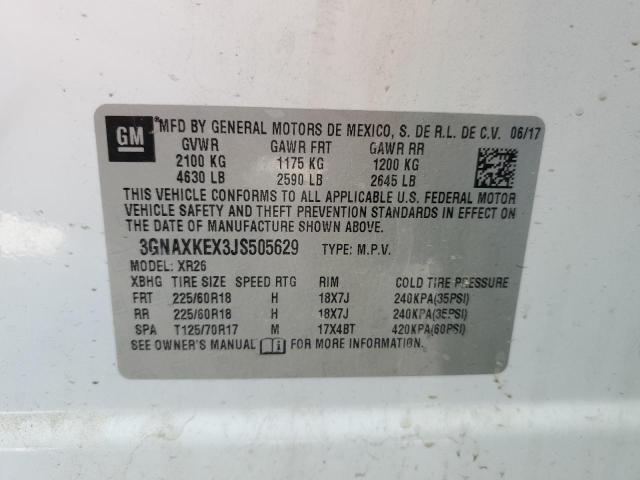 GM *MFD BY GENERAL MOTORS DE MEXICO, S. DE R.L. DE C.V. 06/17
GVWR GAWR FRT GAWR RR
2100 KG 1175 KG 1200 KG
4630 LB 2590 LB 2645 LB
THIS VEHICLE CONFORMS TO ALL APPLICABLE U.S. FEDERAL MOTOR
VEHICLE SAFETY AND THEFT PREVENTION STANDARDS IN EFFECT ON
THE DATE OF MANUFACTURE SHOWN ABOVE.
3GNAXKEX3JS505629 TYPE: M.P.V.
MODEL: XR26
XBHG TIRE SIZE SPEED RTG RIM COLD TIRE PRESSURE
FRT 225/60R18 H 18X7J 240KPA(35PSI)
RR 225/60R18 H 18X7J 240KPA(35PSI)
SPA T125/70R17 M 17X4BT 420KPA(60PSI)
SEE OWNER'S MANUAL FOR MORE INFORMATION.